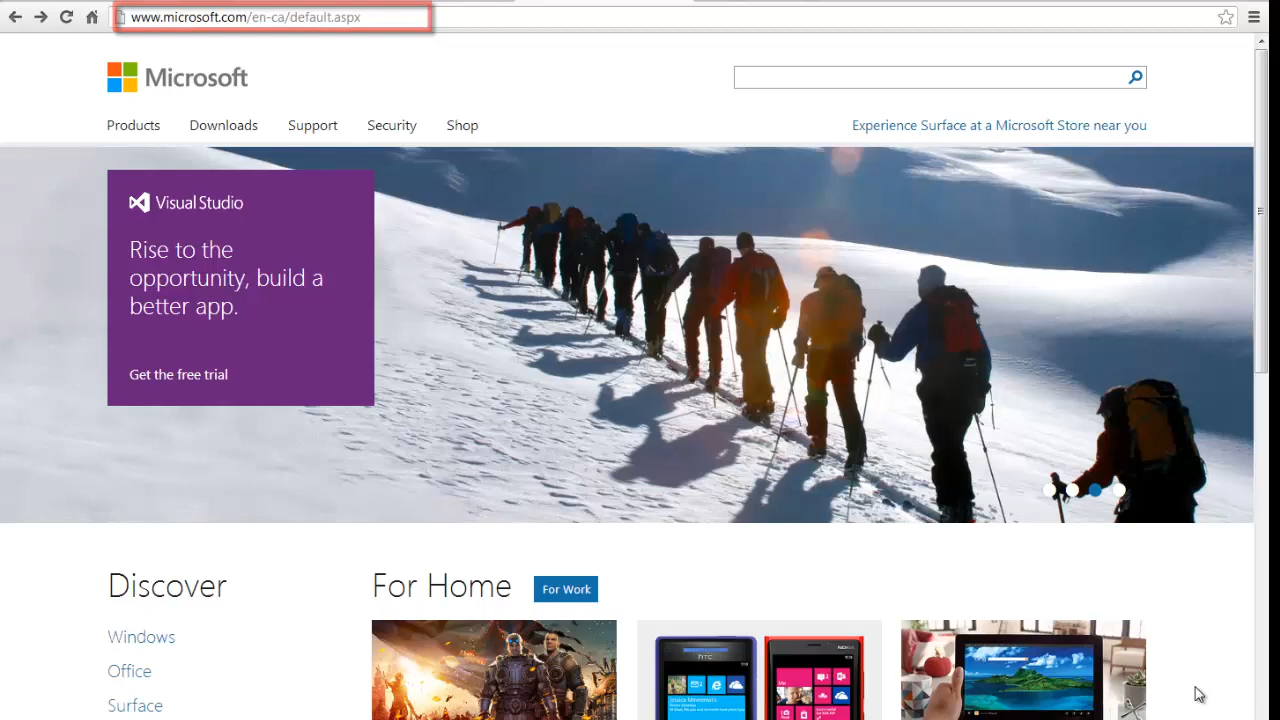 www.microsoft.com/en-ca/default.aspx
Microsoft
Products Downloads Support Security Shop
Experience Surface at a Microsoft Store near you
Visual Studio
Rise to the
opportunity, build a
better app.
Get the free trial
Discover
For Home For Work
Windows
Office
Surface
hTC
NOKIA